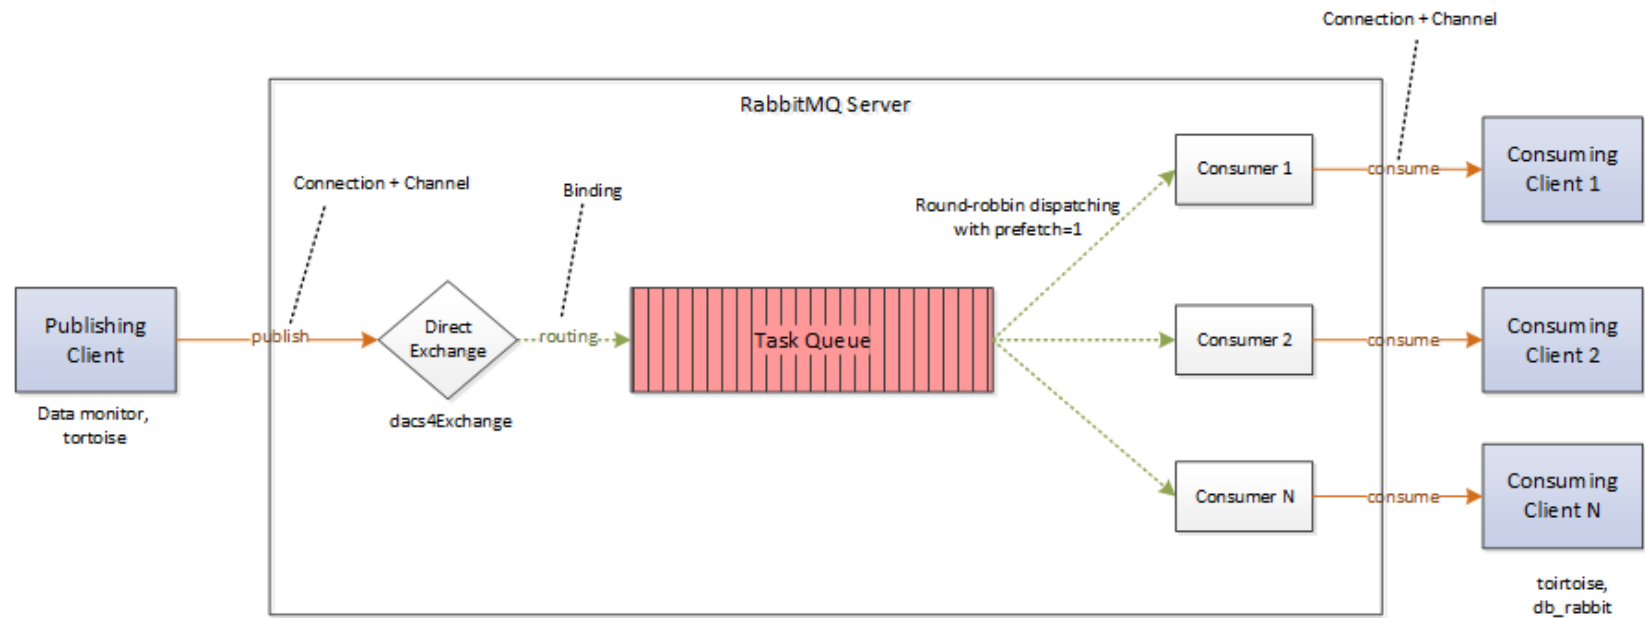 Connection + Channel
RabbitMQ Server
Connection + Channel
Binding
Round-robbin dispatching
with prefetch=1
Consumer 1
consume
Consuming
Client 1
Publishing
Client
publish
Direct
Exchange
routing
Task Queue
Consumer 2
consume
Consuming
Client 2
Data monitor,
tortoise
dacs4Exchange
Consumer N
consume
Consuming
Client N
toirtoise,
db_rabbit